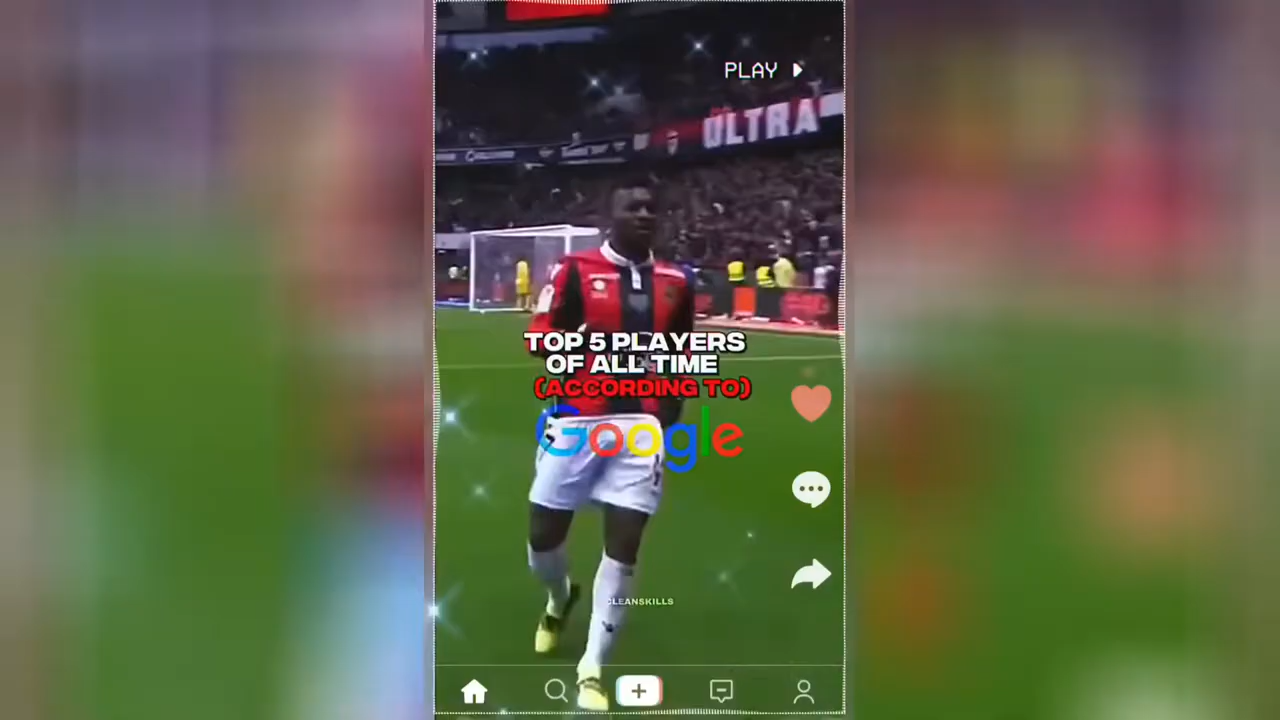 PLAY
ULTRA
TOP 5 PLAYERS
OF ALL TIME
(ACCORDING TO)
Google
CLEANSKILLS